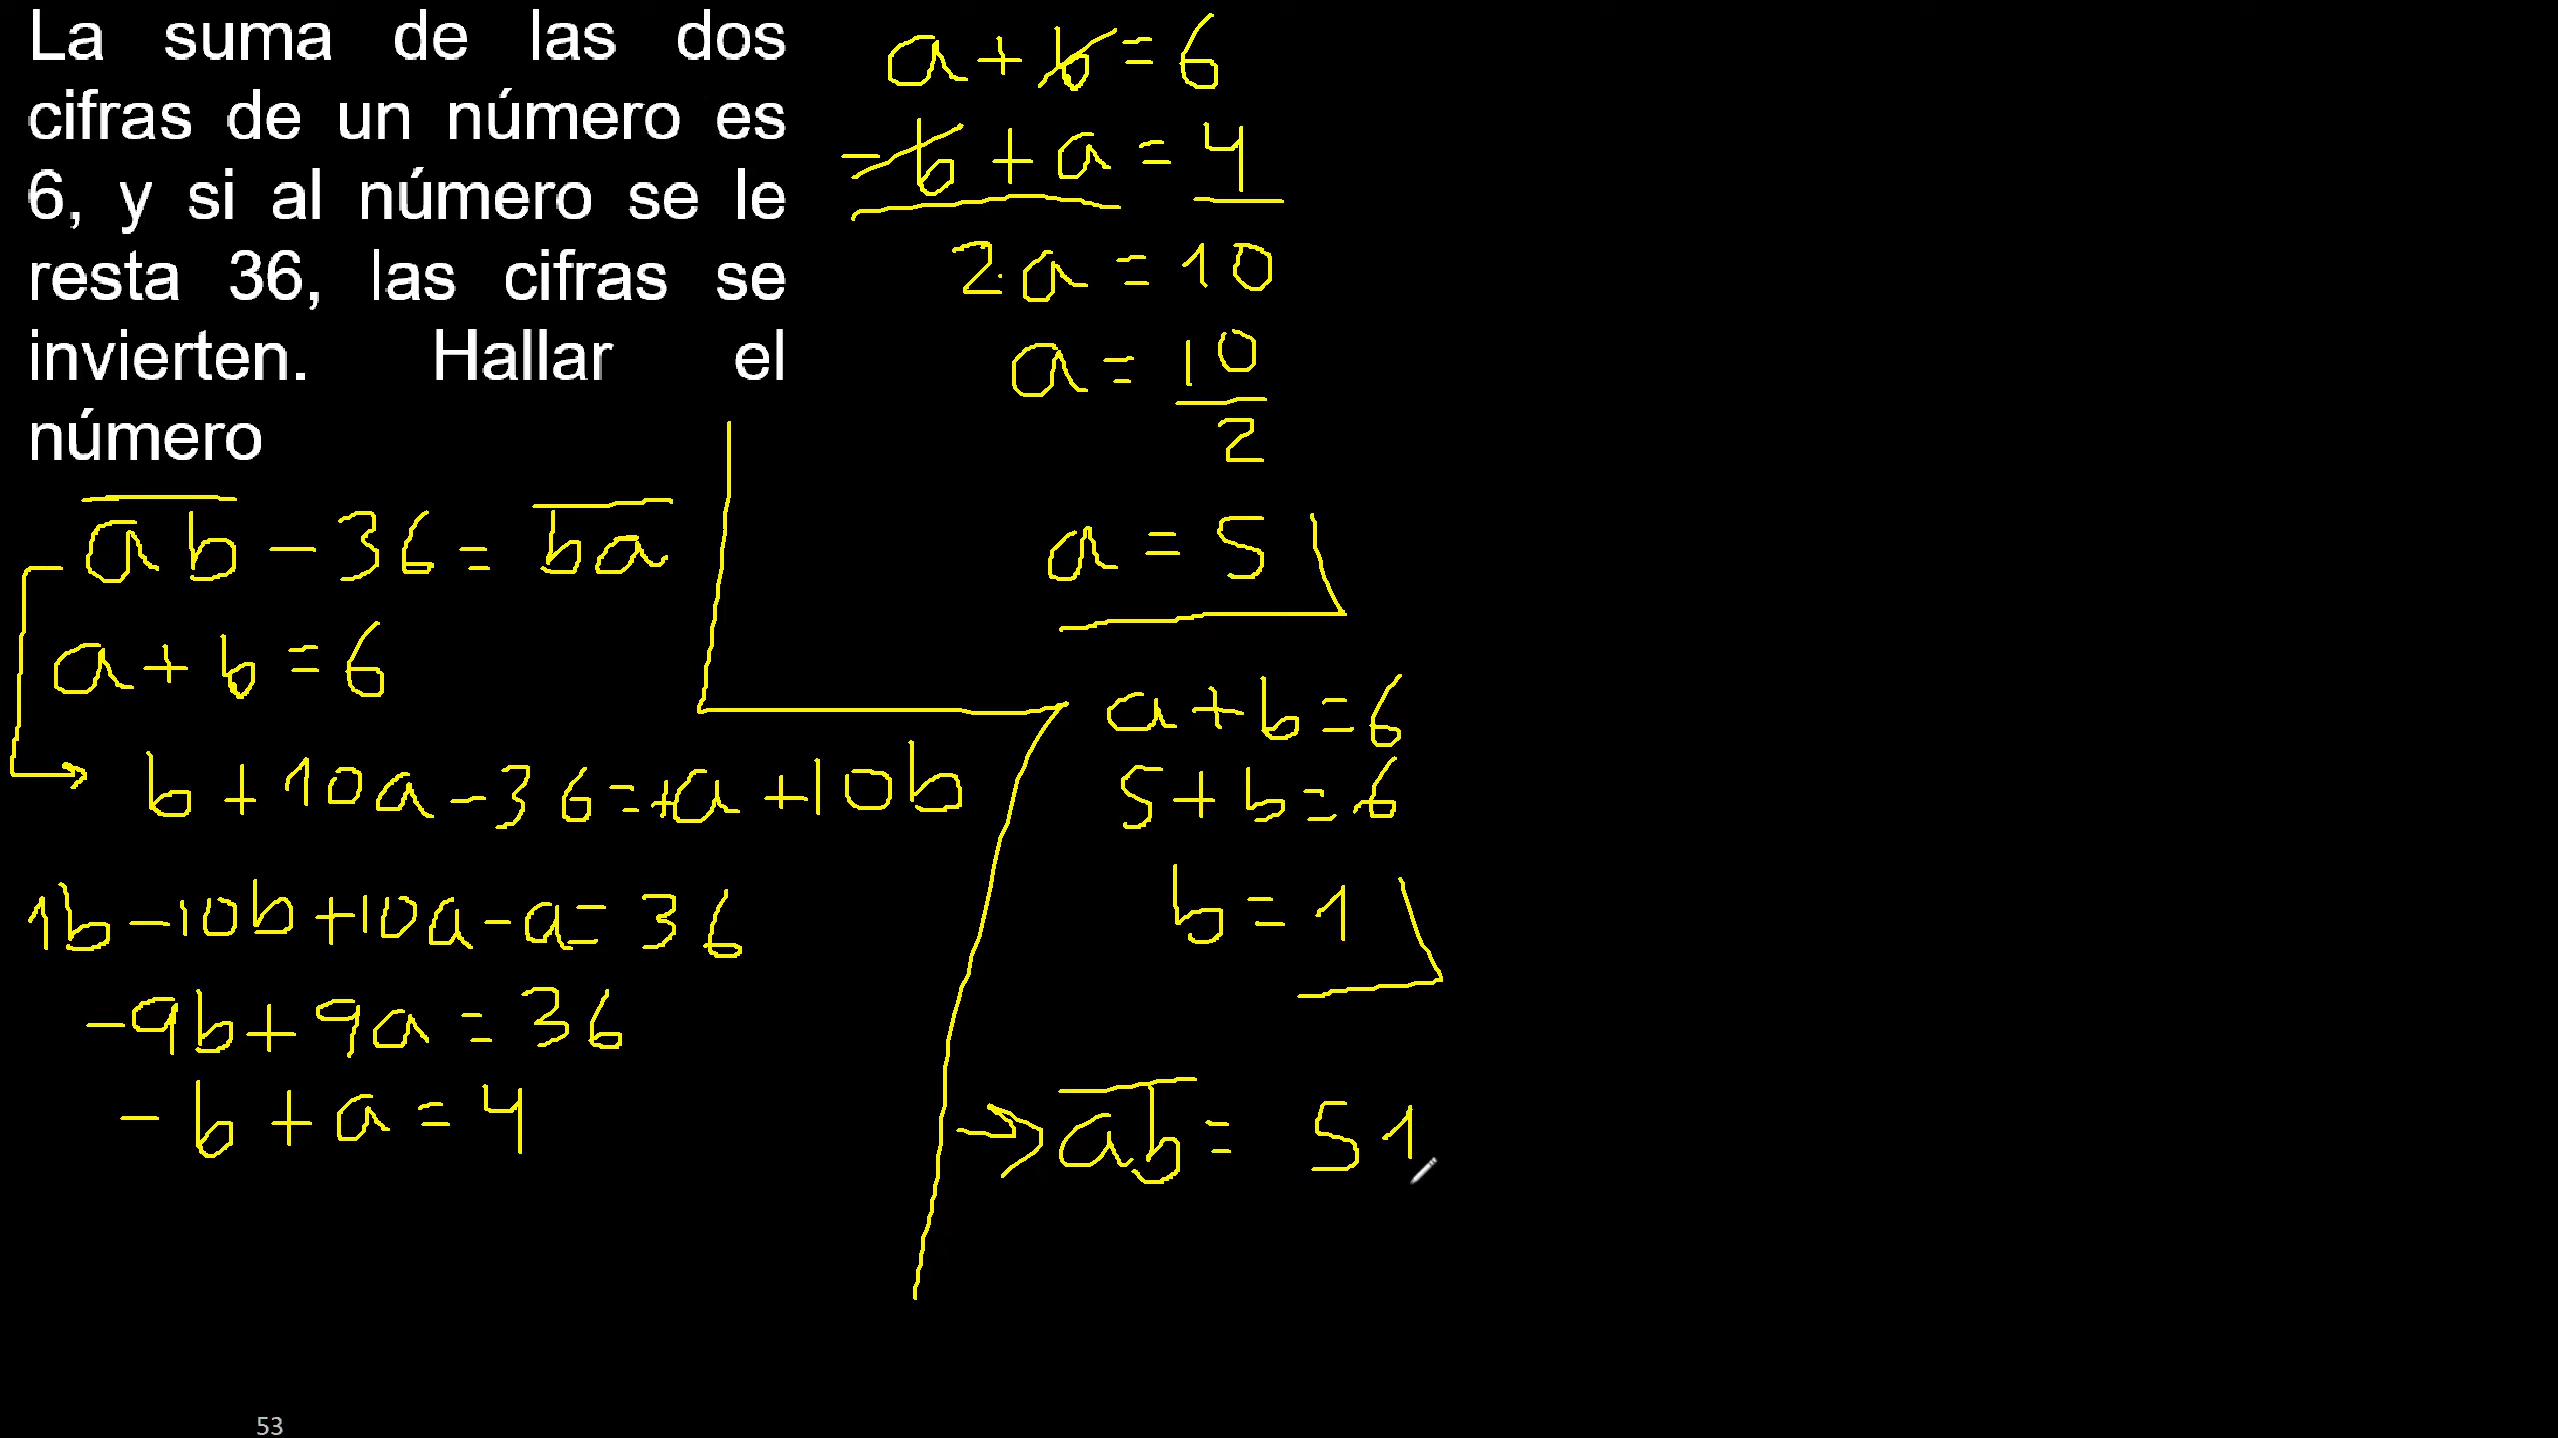 La suma de las dos
cifras de un número es
6, y si al número se le
resta 36, las cifras se
invierten. Hallar el
número
ab - 36 = ba
a + b = 6
b + 10a - 36 = +a + 10b
1b - 10b + 10a - a = 36
- 9b + 9a = 36
- b + a = 4
a + b = 6
- b + a = 4
2a = 10
a = 10
2
a = 5
a + b = 6
5 + b = 6
b = 1
→ ab = 51
53